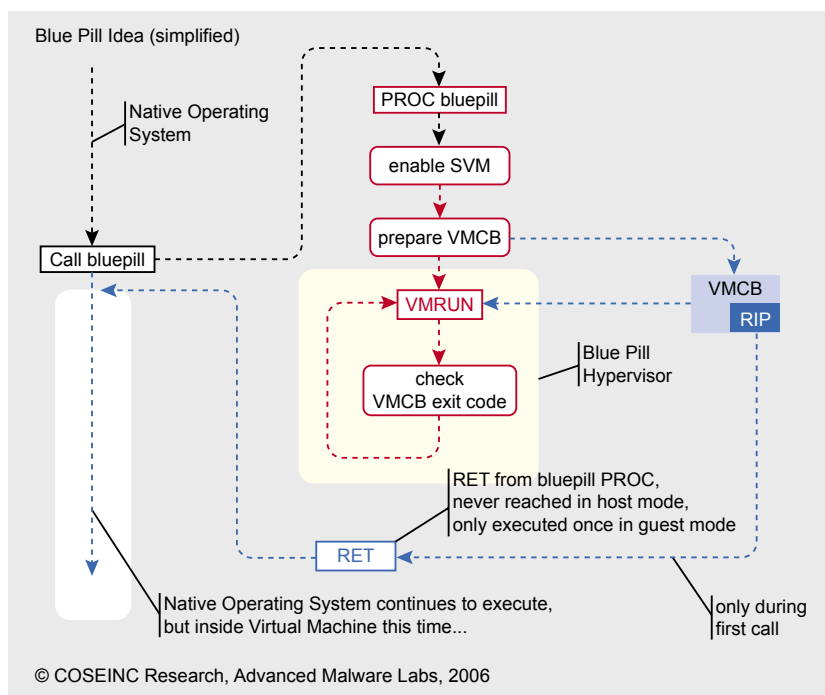 Blue Pill Idea (simplified)
Native Operating
System
Call bluepill
PROC bluepill
enable SVM
prepare VMCB
VMRUN
check
VMCB exit code
VMCB
RIP
Blue Pill
Hypervisor
RET from bluepill PROC,
never reached in host mode,
only executed once in guest mode
RET
Native Operating System continues to execute,
but inside Virtual Machine this time...
only during
first call
© COSEINC Research, Advanced Malware Labs, 2006